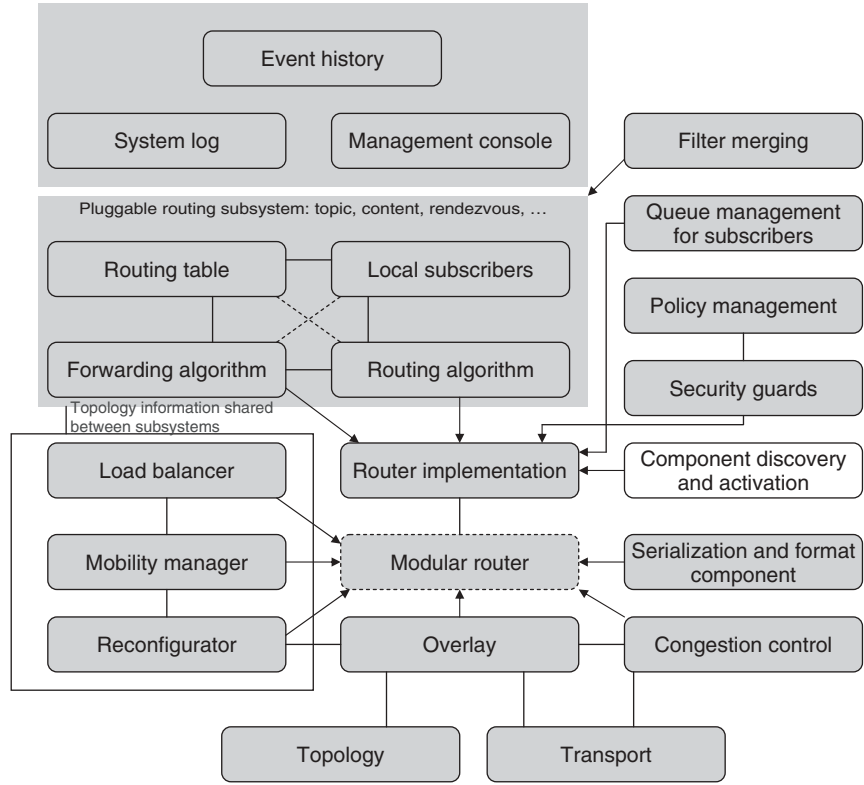 Event history
System log
Management console
Filter merging
Pluggable routing subsystem: topic, content, rendezvous, …
Queue management
for subscribers
Routing table
Local subscribers
Policy management
Forwarding algorithm
Routing algorithm
Security guards
Topology information shared
between subsystems
Load balancer
Router implementation
Component discovery
and activation
Mobility manager
Modular router
Serialization and format
component
Reconfigurator
Overlay
Congestion control
Topology
Transport